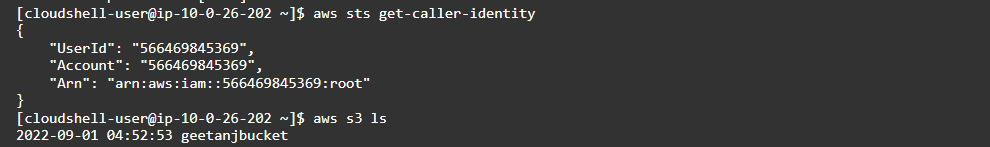 [cloudshell-user@ip-10-0-26-202 ~]$ aws sts get-caller-identity
{
    "UserId": "566469845369",
    "Account": "566469845369",
    "Arn": "arn:aws:iam::566469845369:root"
}
[cloudshell-user@ip-10-0-26-202 ~]$ aws s3 ls
2022-09-01 04:52:53 geetanjbucket